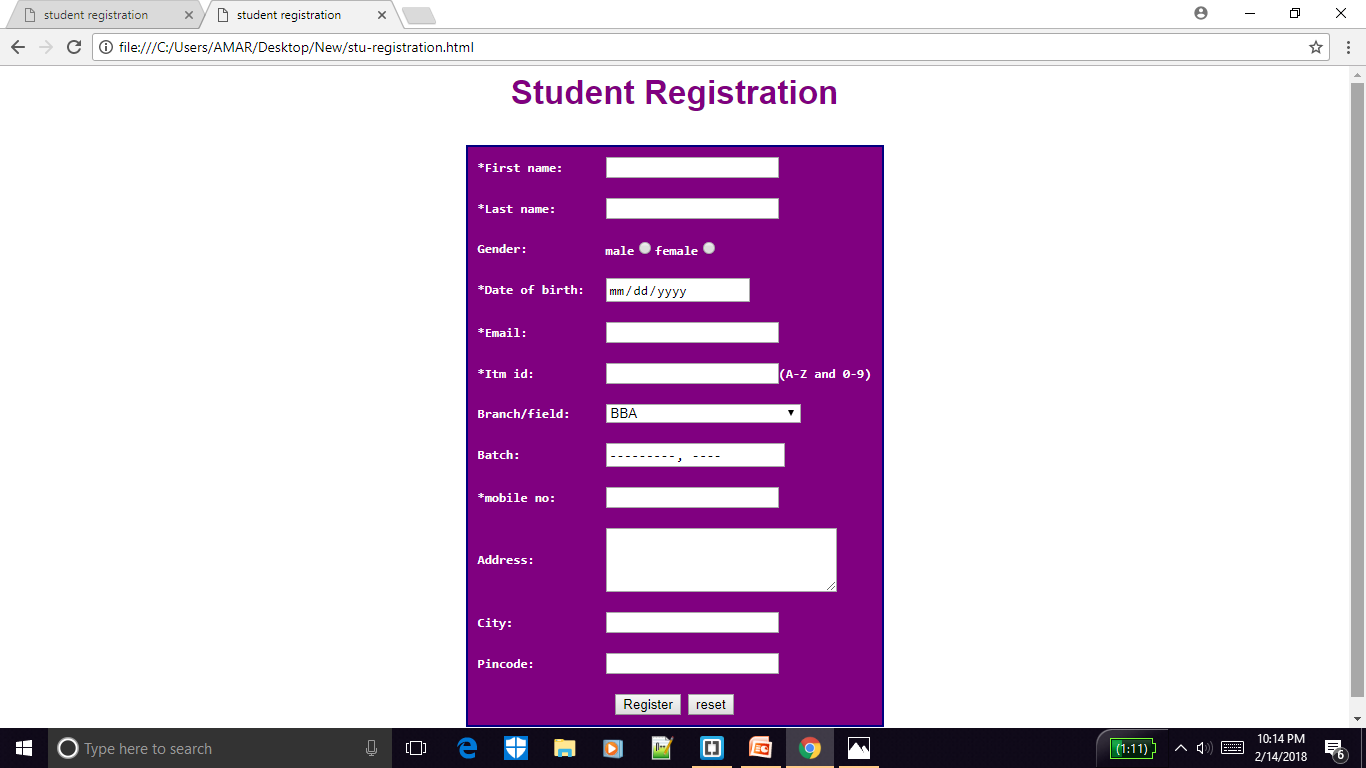 student registration
student registration
file:///C:/Users/AMAR/Desktop/New/stu-registration.html
Student Registration
*First name:
*Last name:
Gender: male female
*Date of birth: mm/dd/yyyy
*Email:
*Itm id: (A-Z and 0-9)
Branch/field: BBA
Batch: ---------, ----
*mobile no:
Address:
City:
Pincode:
Register reset
Type here to search
(1:11)
10:14 PM
2/14/2018
6